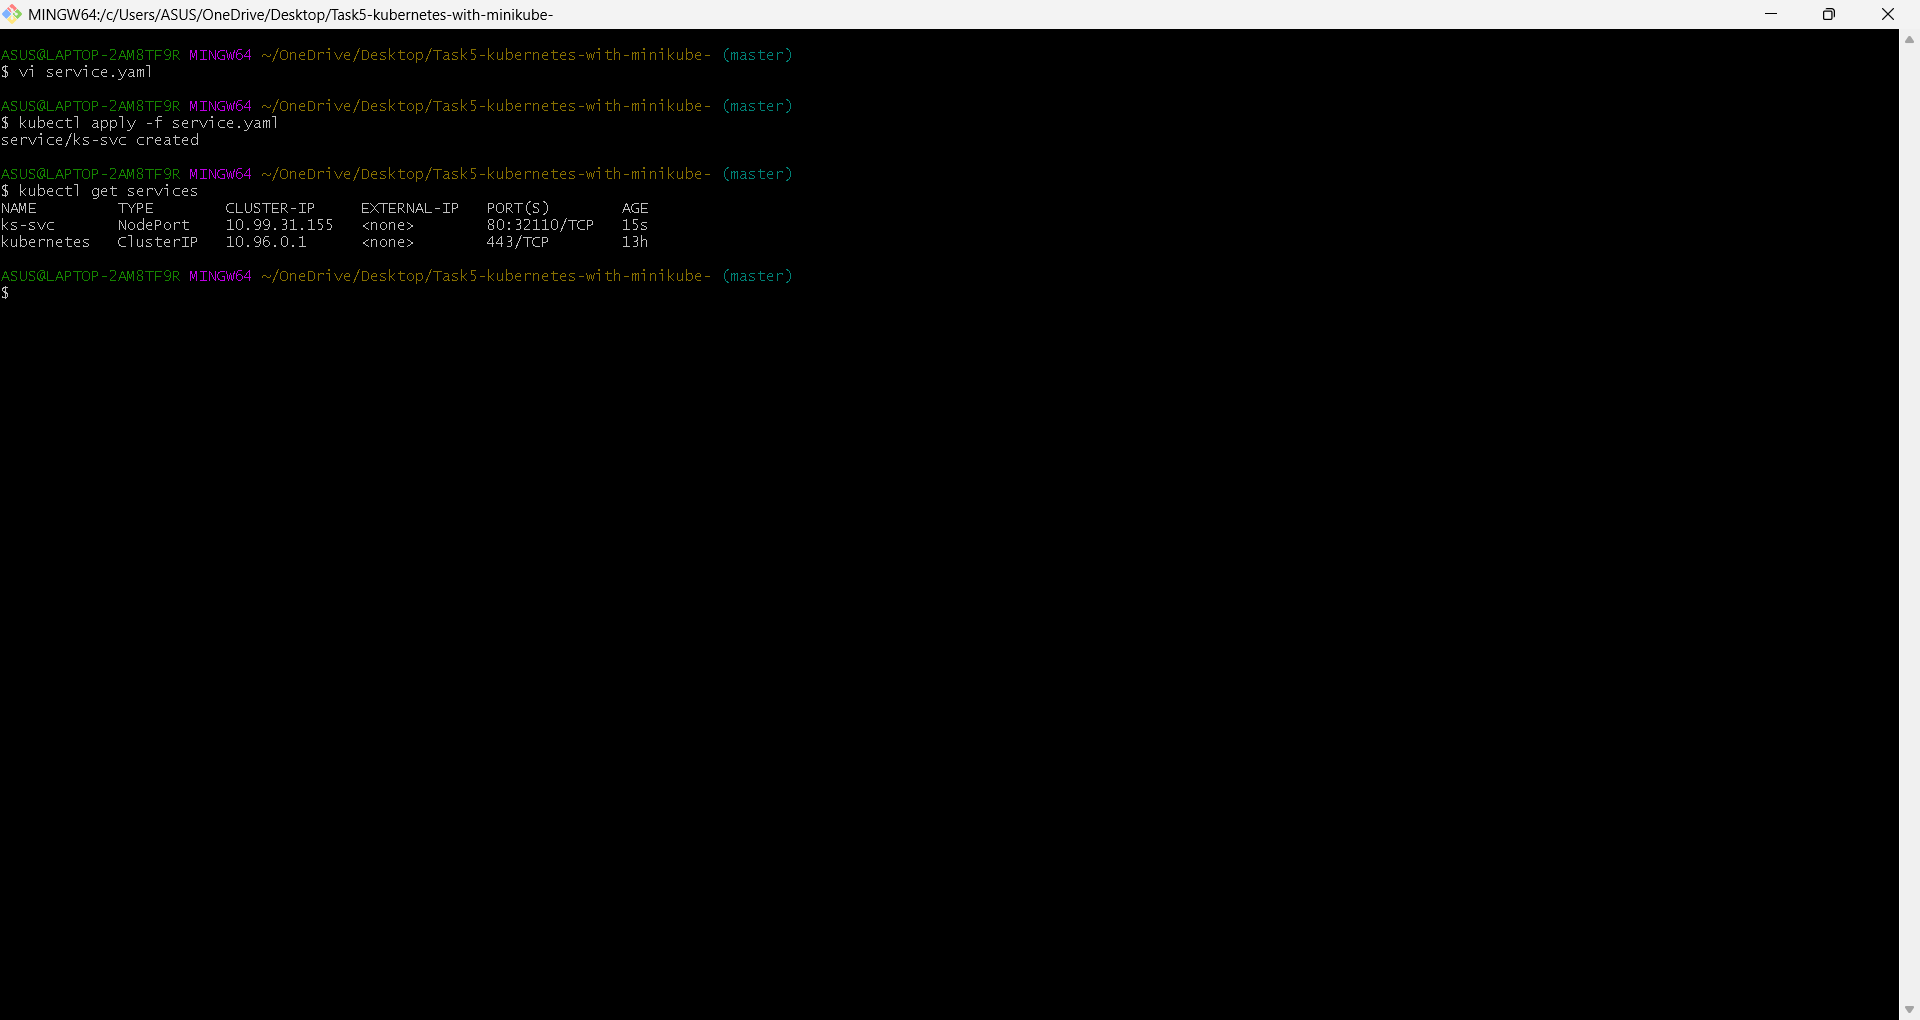 MINGW64:/c/Users/ASUS/OneDrive/Desktop/Task5-kubernetes-with-minikube-
ASUS@LAPTOP-2AM8TF9R MINGW64 ~/OneDrive/Desktop/Task5-kubernetes-with-minikube- (master)
$ vi service.yaml
ASUS@LAPTOP-2AM8TF9R MINGW64 ~/OneDrive/Desktop/Task5-kubernetes-with-minikube- (master)
$ kubectl apply -f service.yaml
service/ks-svc created
ASUS@LAPTOP-2AM8TF9R MINGW64 ~/OneDrive/Desktop/Task5-kubernetes-with-minikube- (master)
$ kubectl get services
NAME         TYPE        CLUSTER-IP     EXTERNAL-IP   PORT(S)        AGE
ks-svc       NodePort    10.99.31.155   <none>        80:32110/TCP   15s
kubernetes   ClusterIP   10.96.0.1      <none>        443/TCP        13h
ASUS@LAPTOP-2AM8TF9R MINGW64 ~/OneDrive/Desktop/Task5-kubernetes-with-minikube- (master)
$